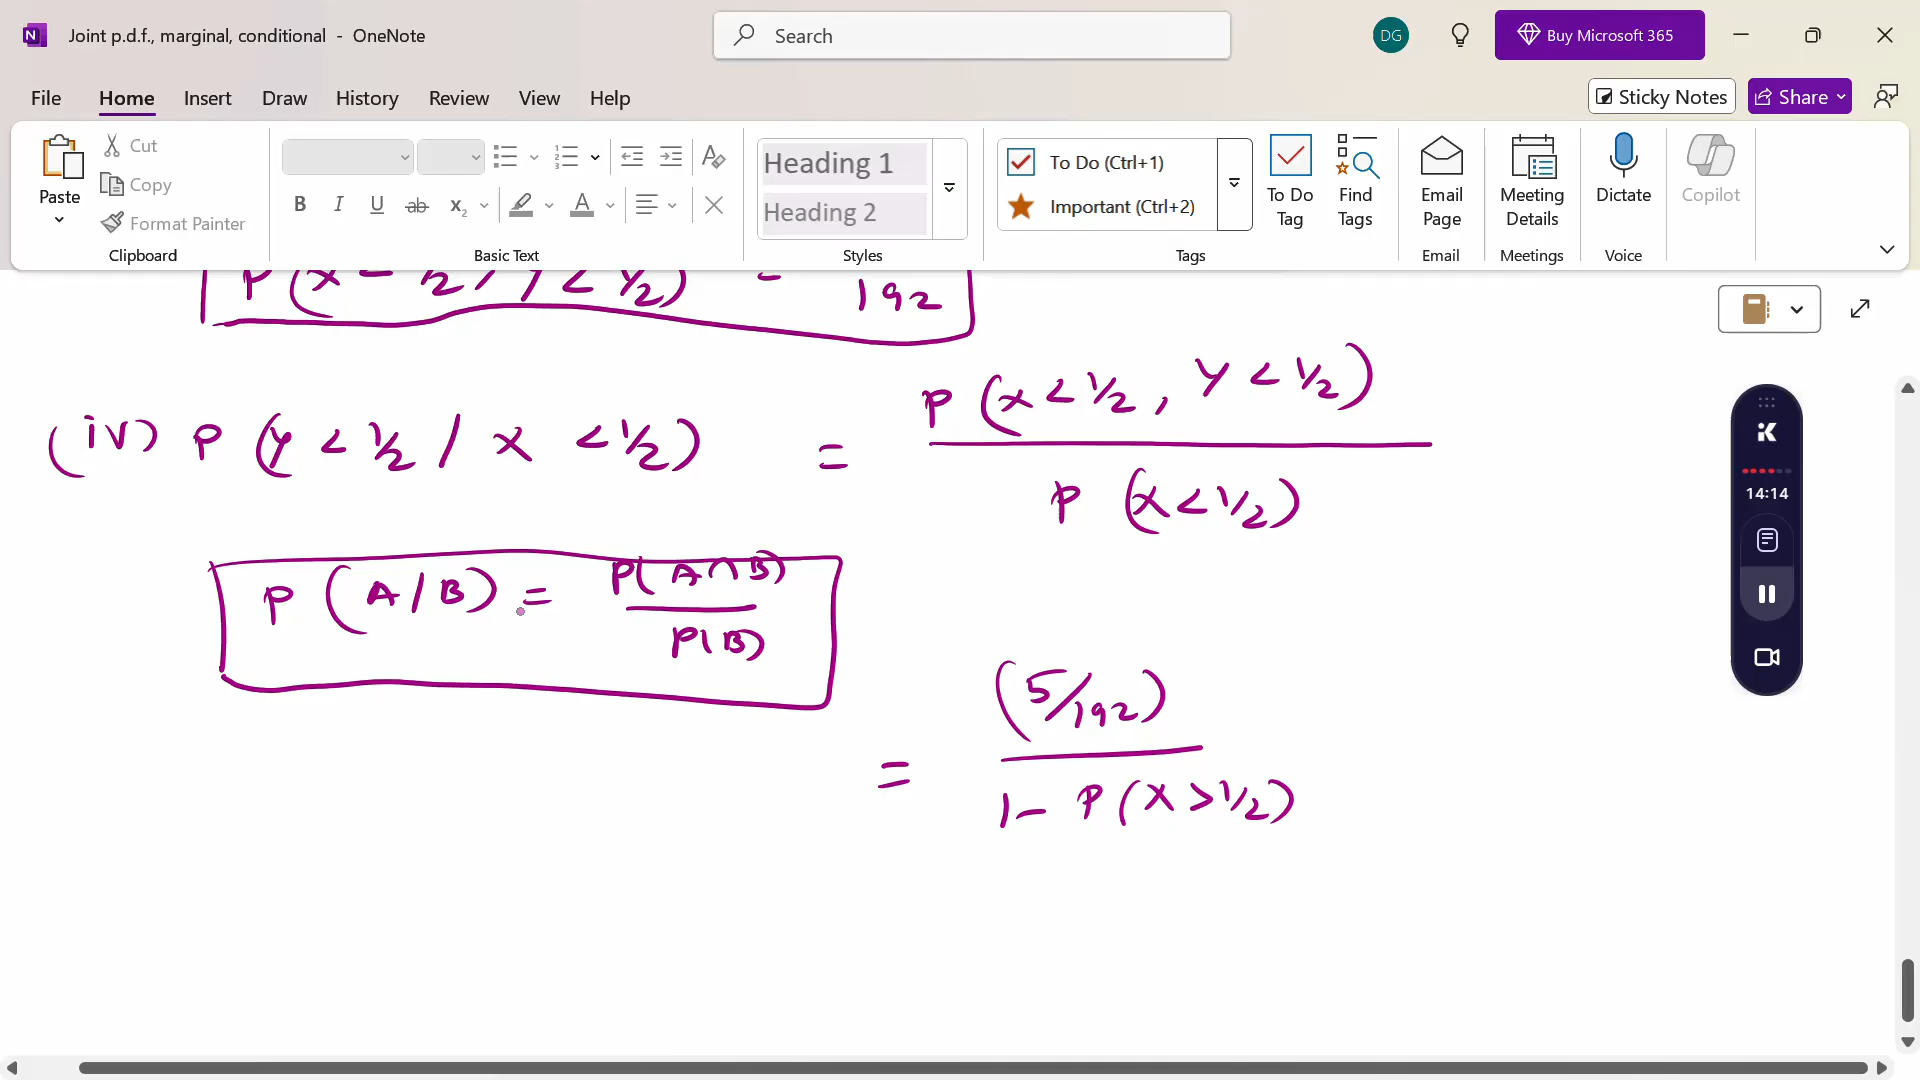 Joint p.d.f., marginal, conditional - OneNote
Search
DG
Buy Microsoft 365
File Home Insert Draw History Review View Help
Sticky Notes
Share
Paste
Cut
Copy
Format Painter
Clipboard
B I U ab x₂ A
Basic Text
Heading 1
Heading 2
Styles
To Do (Ctrl+1)
Important (Ctrl+2)
To Do Tag
Find Tags
Tags
Email Page
Email
Meeting Details
Meetings
Dictate
Voice
Copilot
192
(iv) P (Y < 1/2 / X < 1/2) = P (X < 1/2, Y < 1/2) / P (X < 1/2)
P (A/B) = P(A∩B) / P(B)
= (5/192) / 1 - P (X > 1/2)
14:14